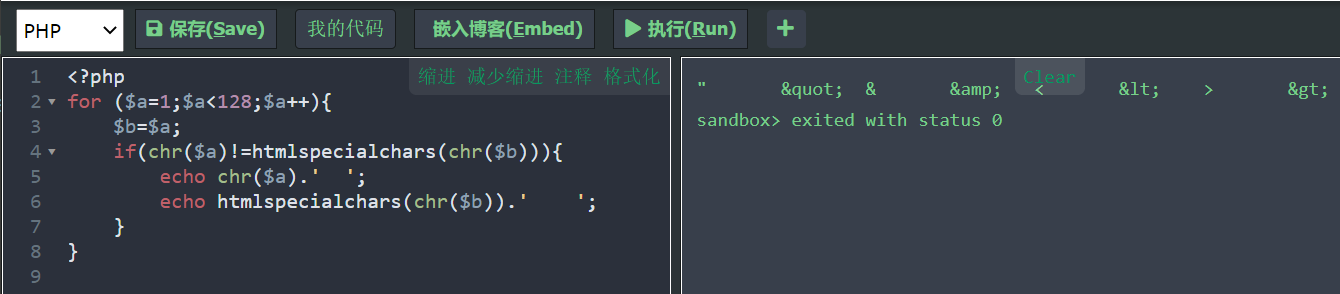 PHP 保存(Save) 我的代码 嵌入博客(Embed) 执行(Run) +
缩进 减少缩进 注释 格式化
1 <?php
2 for ($a=1;$a<128;$a++){
3     $b=$a;
4     if(chr($a)!=htmlspecialchars(chr($b))){
5         echo chr($a).'  ';
6         echo htmlspecialchars(chr($b)).'    ';
7     }
8 }
9
Clear
"  &quot;    &  &amp;    <  &lt;    >  &gt;
sandbox> exited with status 0